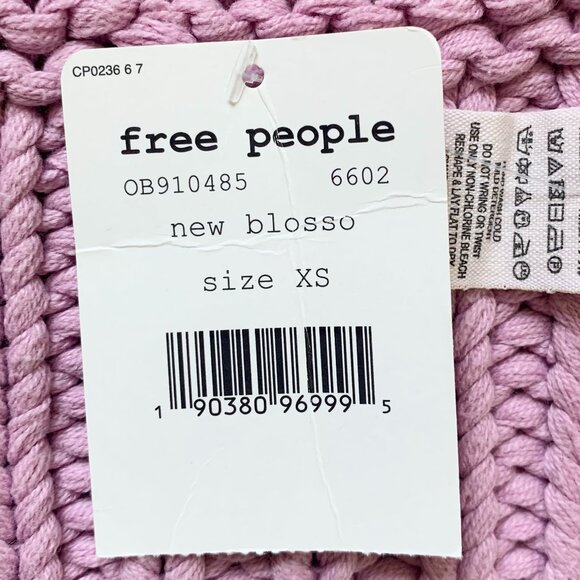 CP0236 6 7
free people
OB910485 6602
new blosso
size XS
1 90380 96999 5
DO NOT WRING OR TWIST
USE ONLY NON-CHLORINE BLEACH
RESHAPE & LAY FLAT TO DRY